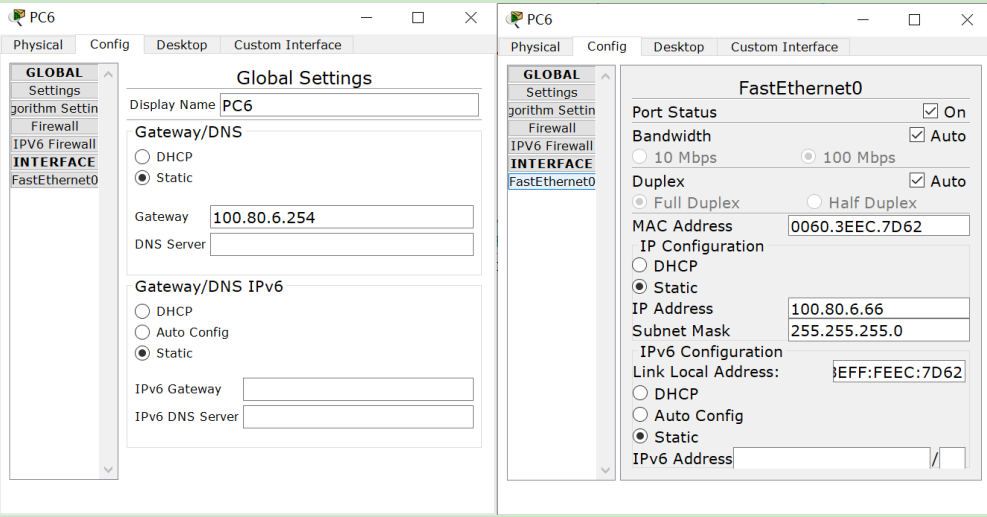 PC6
Physical Config Desktop Custom Interface
GLOBAL
Settings
gorithm Settin
Firewall
IPV6 Firewall
INTERFACE
FastEthernet0
Global Settings
Display Name PC6
Gateway/DNS
DHCP
Static
Gateway 100.80.6.254
DNS Server
Gateway/DNS IPv6
DHCP
Auto Config
Static
IPv6 Gateway
IPv6 DNS Server
PC6
Physical Config Desktop Custom Interface
GLOBAL
Settings
gorithm Settin
Firewall
IPV6 Firewall
INTERFACE
FastEthernet0
FastEthernet0
Port Status On
Bandwidth Auto
10 Mbps 100 Mbps
Duplex Auto
Full Duplex Half Duplex
MAC Address 0060.3EEC.7D62
IP Configuration
DHCP
Static
IP Address 100.80.6.66
Subnet Mask 255.255.255.0
IPv6 Configuration
Link Local Address: 3EFF:FEEC:7D62
DHCP
Auto Config
Static
IPv6 Address /